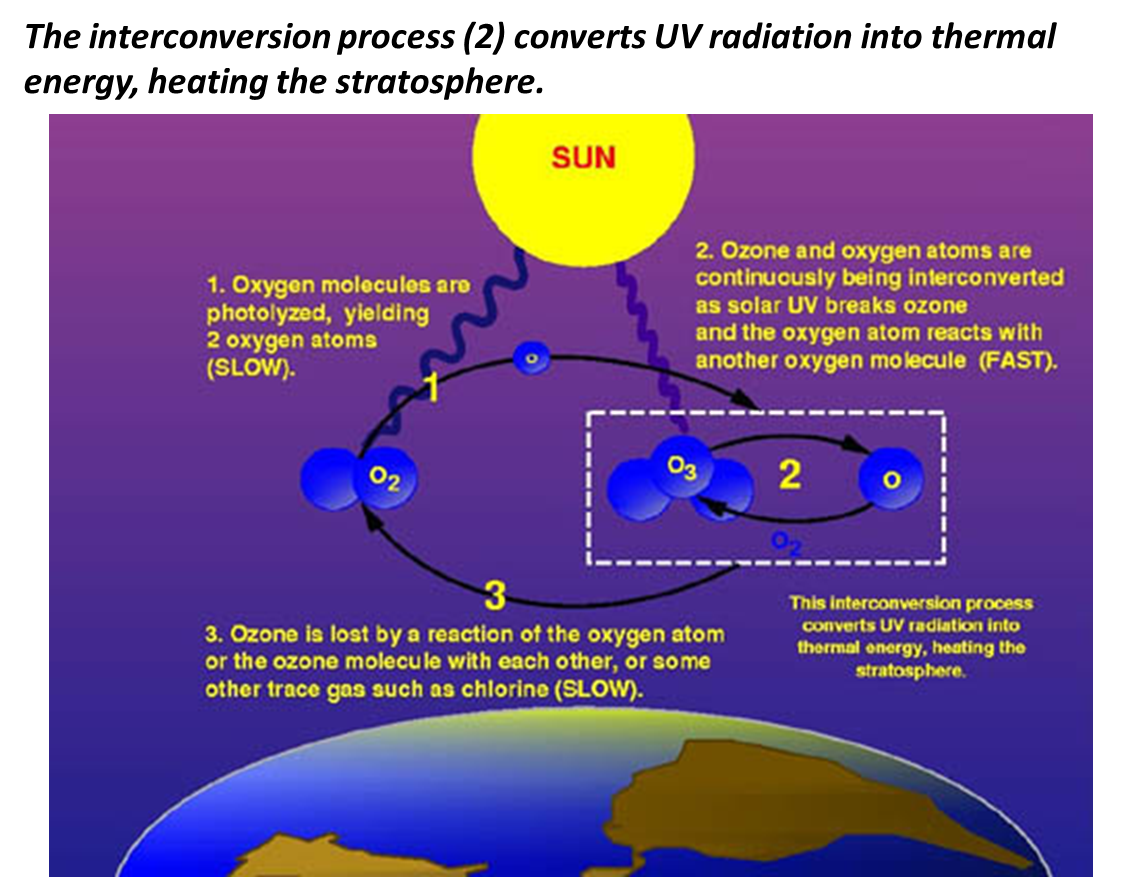 The interconversion process (2) converts UV radiation into thermal
energy, heating the stratosphere.
SUN
1. Oxygen molecules are
photolyzed, yielding
2 oxygen atoms
(SLOW).
2. Ozone and oxygen atoms are
continuously being interconverted
as solar UV breaks ozone
and the oxygen atom reacts with
another oxygen molecule (FAST).
O
1
O2
O3
2
O
O2
3
This interconversion process
converts UV radiation into
thermal energy, heating the
stratosphere.
3. Ozone is lost by a reaction of the oxygen atom
or the ozone molecule with each other, or some
other trace gas such as chlorine (SLOW).